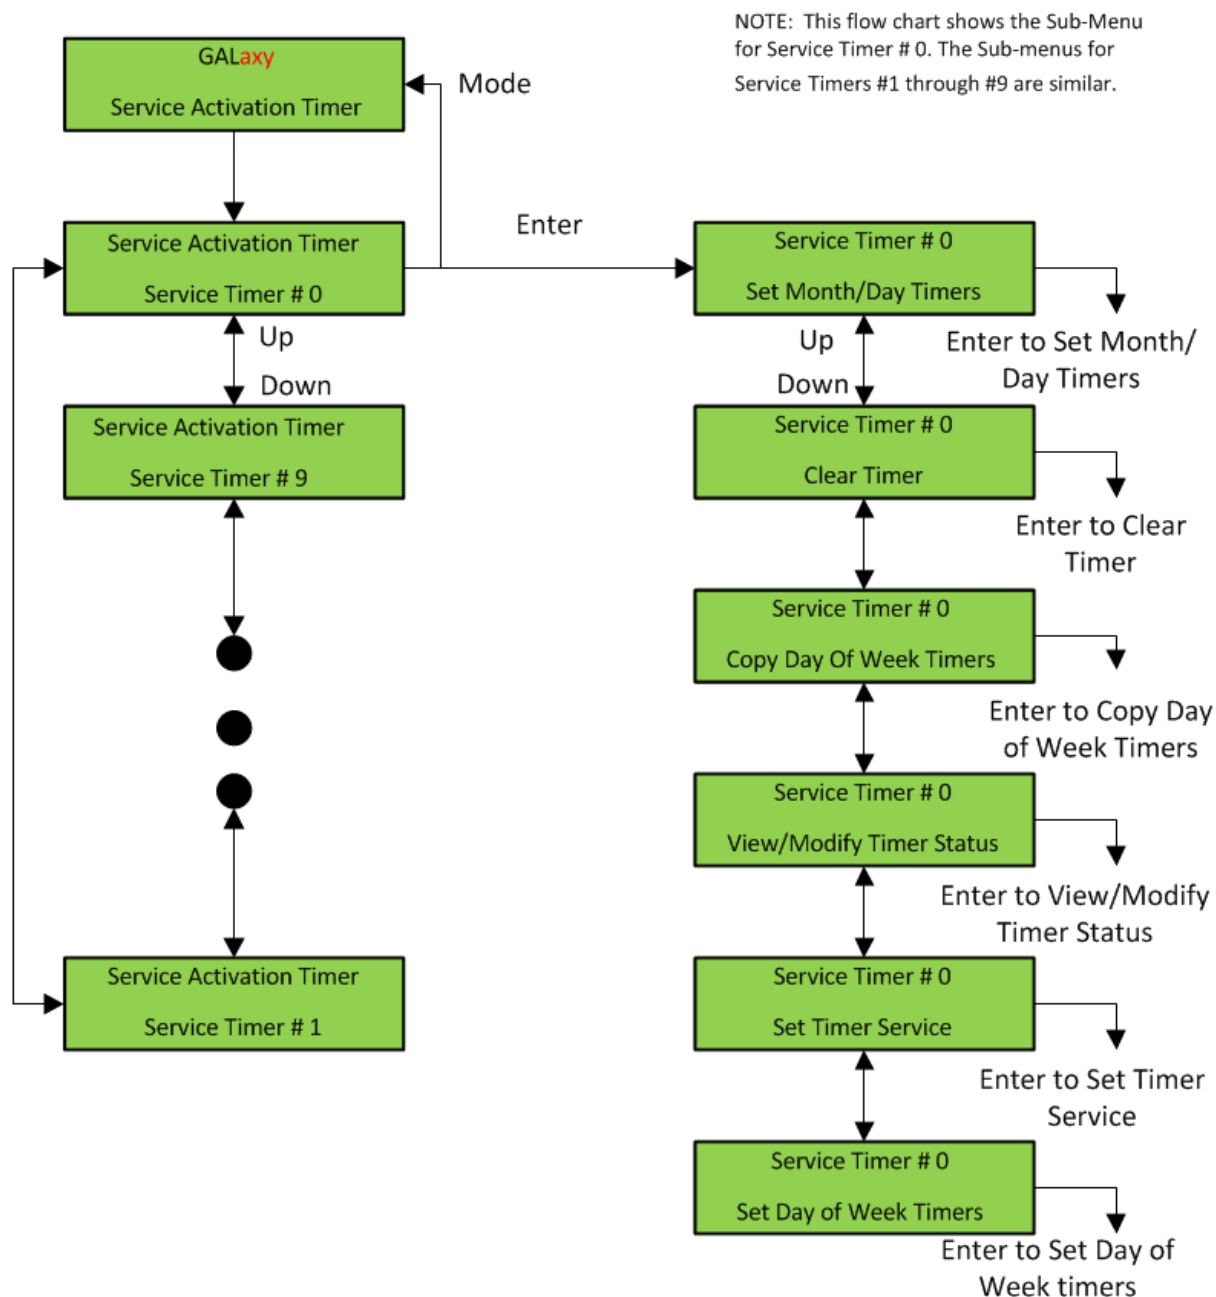 NOTE:  This flow chart shows the Sub-Menu
for Service Timer # 0. The Sub-menus for
Service Timers #1 through #9 are similar.
GALaxy
Service Activation Timer
Mode
Service Activation Timer
Service Timer # 0
Enter
Up
Down
Service Activation Timer
Service Timer # 9
Service Activation Timer
Service Timer # 1
Service Timer # 0
Set Month/Day Timers
Enter to Set Month/
Day Timers
Up
Down
Service Timer # 0
Clear Timer
Enter to Clear
Timer
Service Timer # 0
Copy Day Of Week Timers
Enter to Copy Day
of Week Timers
Service Timer # 0
View/Modify Timer Status
Enter to View/Modify
Timer Status
Service Timer # 0
Set Timer Service
Enter to Set Timer
Service
Service Timer # 0
Set Day of Week Timers
Enter to Set Day of
Week timers